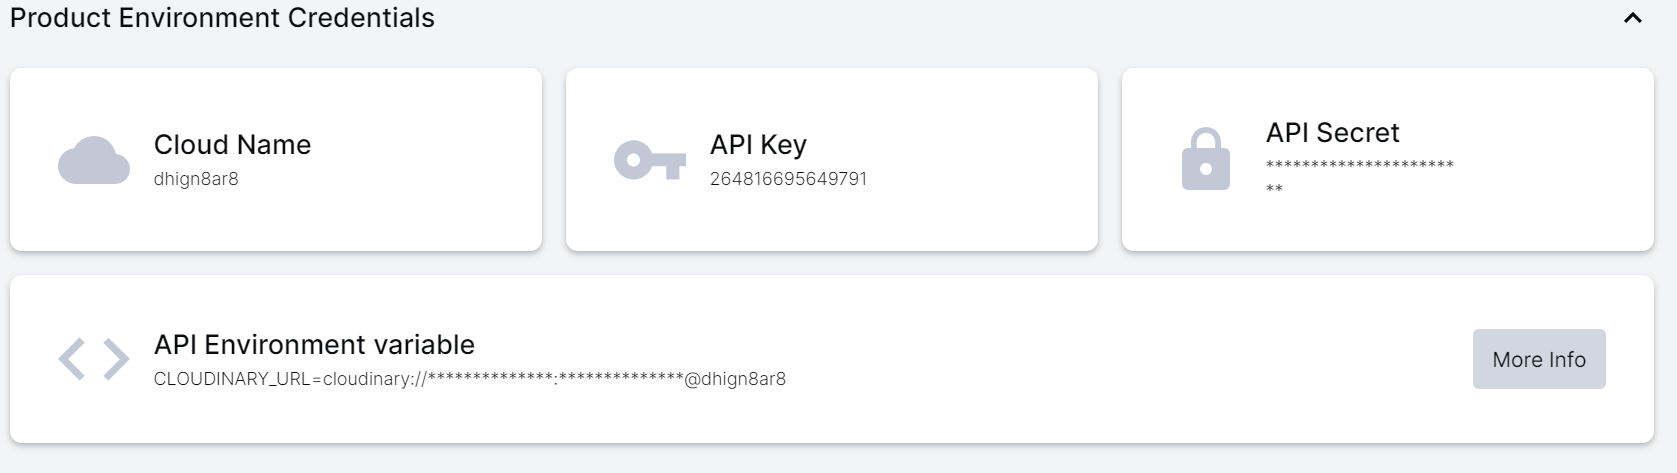 Product Environment Credentials
Cloud Name
dhign8ar8
API Key
264816695649791
API Secret
*********************
**
API Environment variable
CLOUDINARY_URL=cloudinary://**************:**************@dhign8ar8
More Info